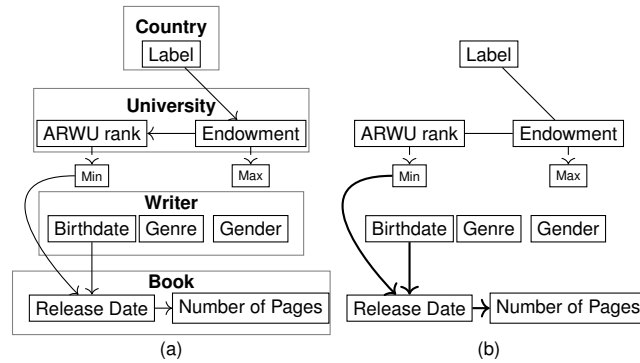 Country
Label
University
ARWU rank
Endowment
Min
Max
Writer
Birthdate
Genre
Gender
Book
Release Date
Number of Pages
(a)
Label
ARWU rank
Endowment
Min
Max
Birthdate
Genre
Gender
Release Date
Number of Pages
(b)